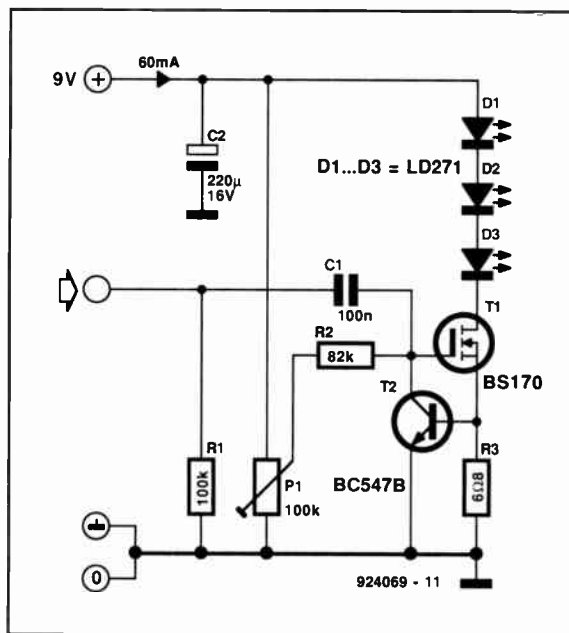 60mA
9V +
D1
C2
D1...D3 = LD271
220µ
16V
D2
D3
C1
100n
T1
R2
82k
BS170
T2
R1
100k
P1
100k
BC547B
R3
6Ω8
0
924069 - 11